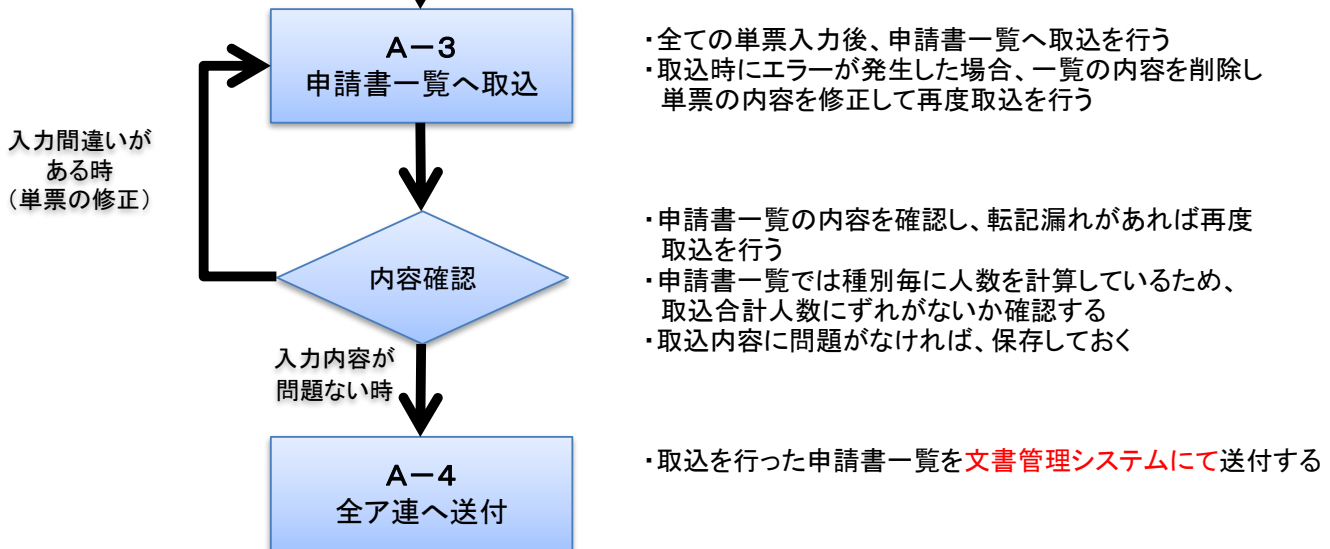 A-3
申請書一覧へ取込
・全ての単票入力後、申請書一覧へ取込を行う
・取込時にエラーが発生した場合、一覧の内容を削除し
単票の内容を修正して再度取込を行う
入力間違いが
ある時
（単票の修正）
内容確認
・申請書一覧の内容を確認し、転記漏れがあれば再度
取込を行う
・申請書一覧では種別毎に人数を計算しているため、
取込合計人数にずれがないか確認する
・取込内容に問題がなければ、保存しておく
入力内容が
問題ない時
A-4
全ア連へ送付
・取込を行った申請書一覧を文書管理システムにて送付する